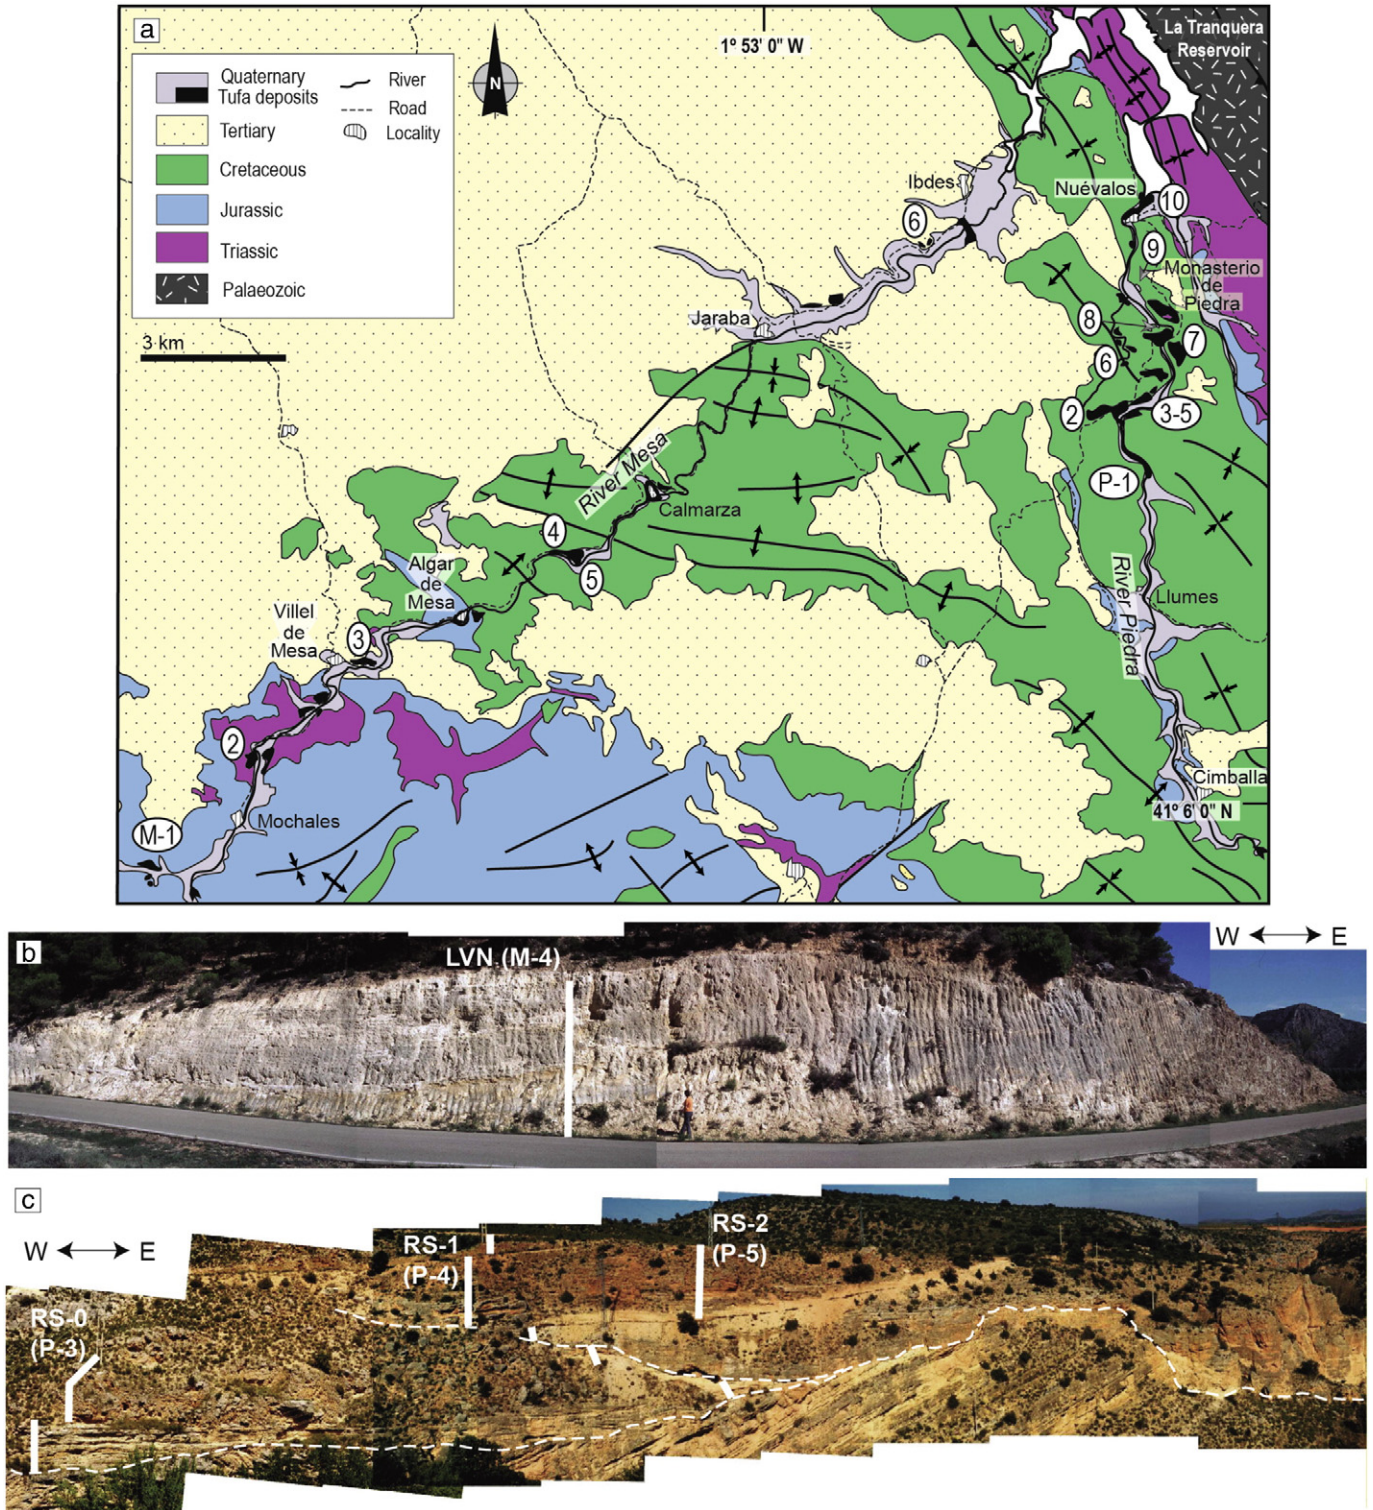 a
Quaternary
Tufa deposits
Tertiary
Cretaceous
Jurassic
Triassic
Palaeozoic
River
Road
Locality
3 km
N
1º 53' 0" W
La Tranquera
Reservoir
Ibdes
6
Nuévalos
10
9
Monasterio
de
Piedra
8
7
6
2
3-5
P-1
Jaraba
River Mesa
Calmarza
4
5
Algar
de
Mesa
Villel
de
Mesa
3
2
Mochales
M-1
River Piedra
Llumes
Cimballa
41º 6' 0" N
b
LVN (M-4)
W E
c
W E
RS-0
(P-3)
RS-1
(P-4)
RS-2
(P-5)